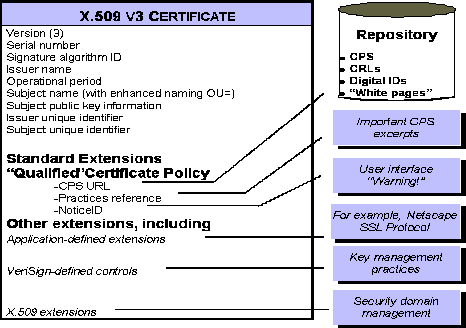 X.509 V3 CERTIFICATE
Version (3)
Serial number
Signature algorithm ID
Issuer name
Operational period
Subject name (with enhanced naming OU=)
Subject public key information
Issuer unique identifier
Subject unique identifier
Standard Extensions
“Qualified”Certificate Policy
-CPS URL
-Practices reference
-NoticeID
Other extensions, including
Application-defined extensions
VeriSign-defined controls
X.509 extensions
Repository
• CPS
• CRLs
• Digital IDs
• “White pages”
Important CPS
excerpts
User interface
“Warning!”
For example, Netscape
SSL Protocol
Key management
practices
Security domain
management